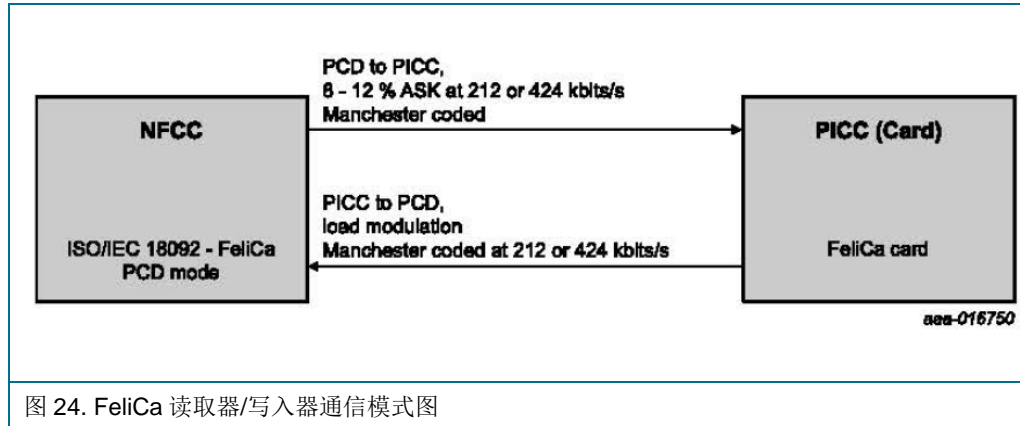 PCD to PICC,
8 - 12 % ASK at 212 or 424 kbits/s
Manchester coded
NFCC
PICC (Card)
PICC to PCD,
load modulation
Manchester coded at 212 or 424 kbits/s
ISO/IEC 18092 - FeliCa
PCD mode
FeliCa card
aaa-016750
图 24. FeliCa 读取器/写入器通信模式图